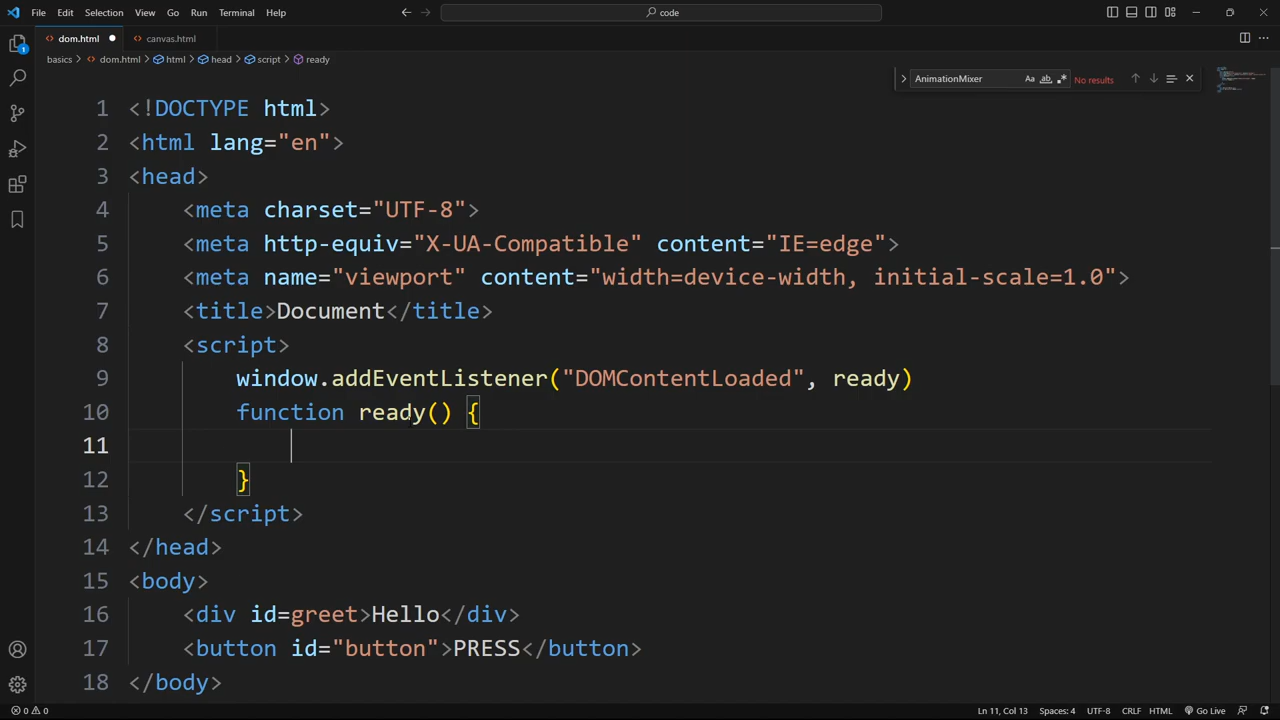 File Edit Selection View Go Run Terminal Help
code
dom.html
canvas.html
basics > dom.html > html > head > script > ready
AnimationMixer Aa ab No results
1 <!DOCTYPE html>
2 <html lang="en">
3 <head>
4 <meta charset="UTF-8">
5 <meta http-equiv="X-UA-Compatible" content="IE=edge">
6 <meta name="viewport" content="width=device-width, initial-scale=1.0">
7 <title>Document</title>
8 <script>
9 window.addEventListener("DOMContentLoaded", ready)
10 function ready() {
11
12 }
13 </script>
14 </head>
15 <body>
16 <div id=greet>Hello</div>
17 <button id="button">PRESS</button>
18 </body>
1
0 0 Ln 11, Col 13 Spaces: 4 UTF-8 CRLF HTML Go Live